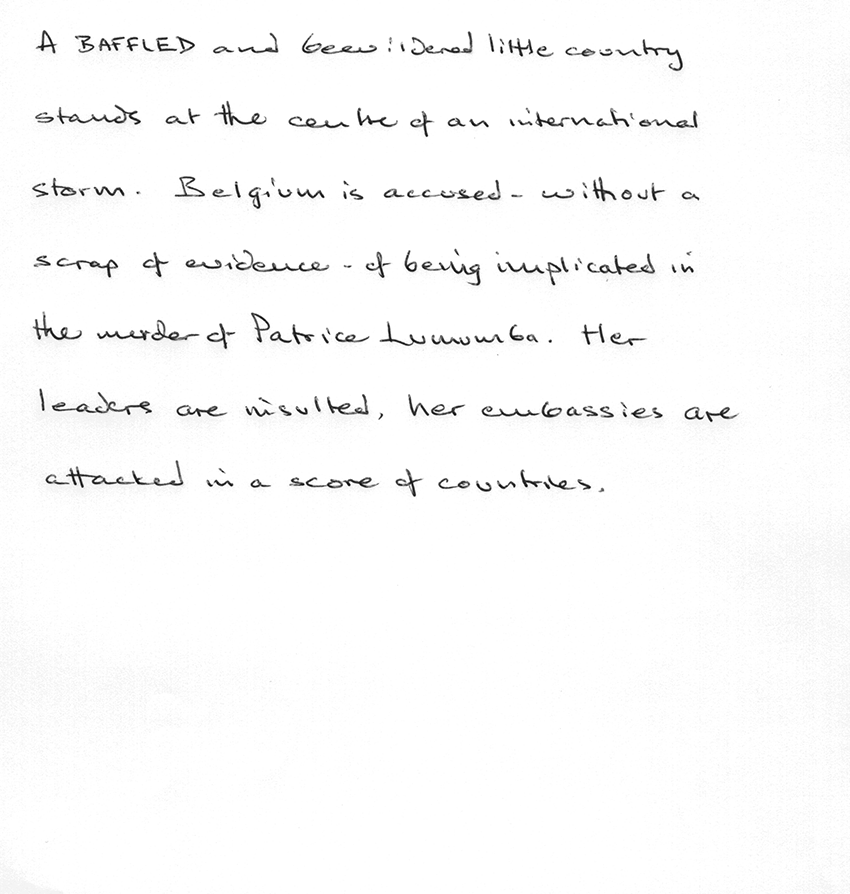 A BAFFLED and beewildered little country
stands at the centre of an international
storm. Belgium is accused - without a
scrap of evidence - of being implicated in
the murder of Patrice Lumumba. Her
leaders are insulted, her embassies are
attacked in a score of countries.